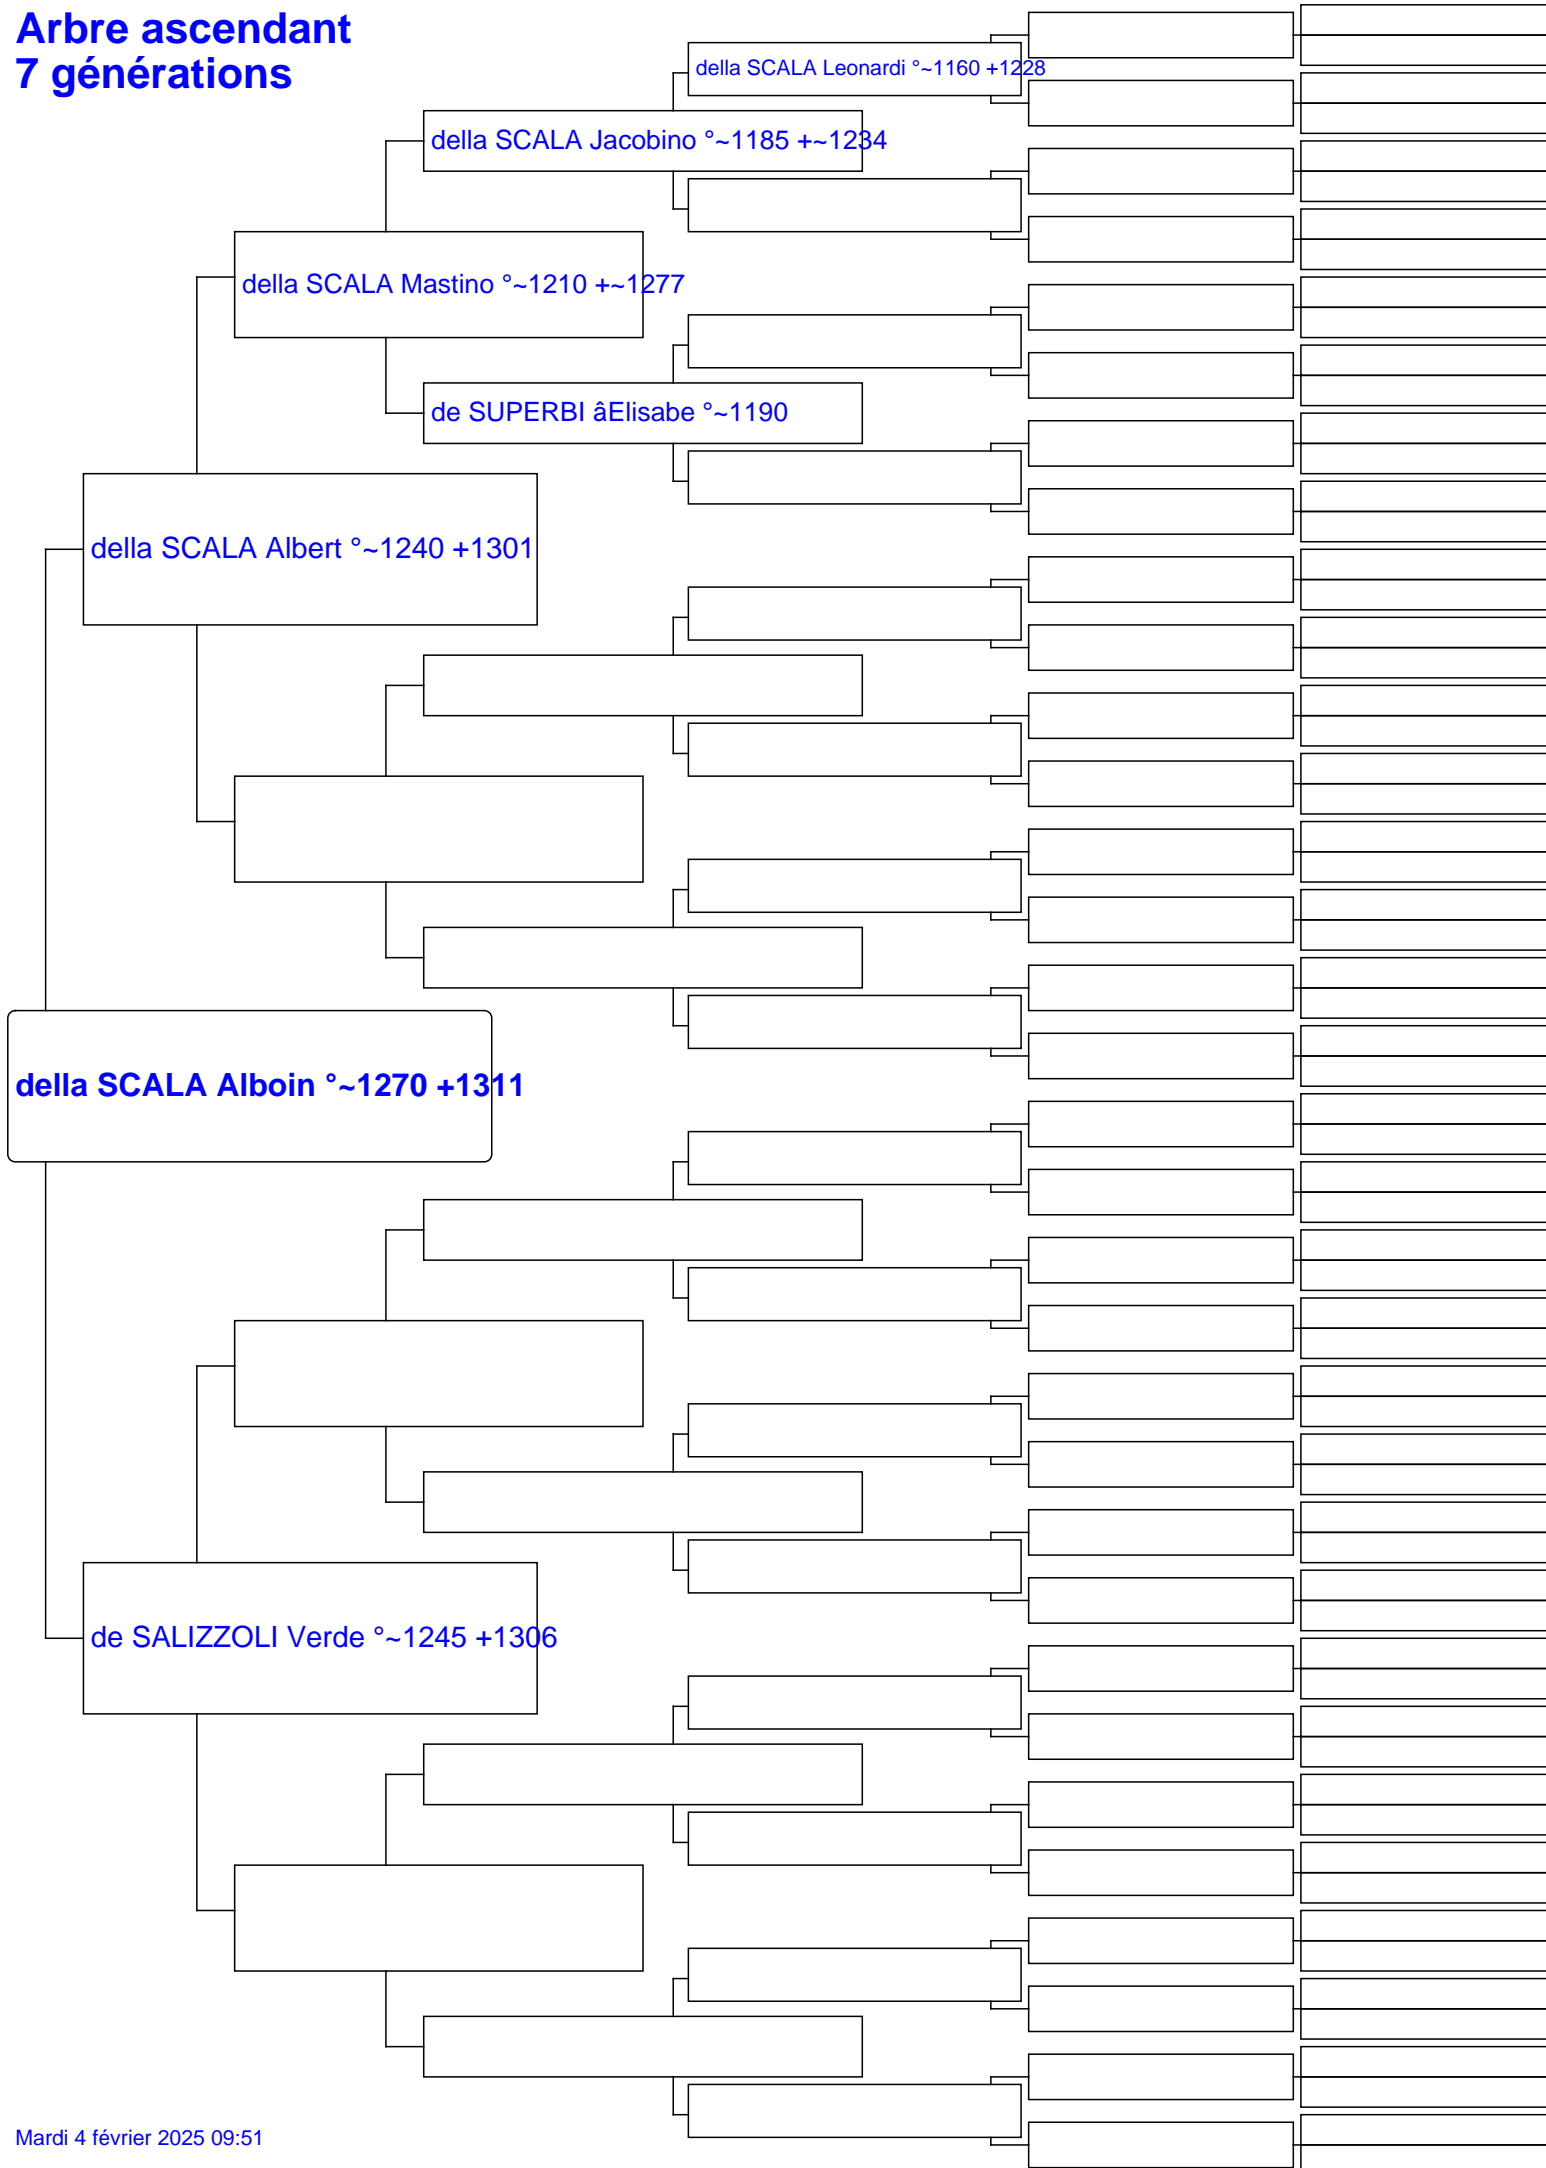 Arbre ascendant
7 générations
della SCALA Leonardi °~1160 +1228
della SCALA Jacobino °~1185 +~1234
della SCALA Mastino °~1210 +~1277
de SUPERBI âElisabe °~1190
della SCALA Albert °~1240 +1301
della SCALA Alboin °~1270 +1311
de SALIZZOLI Verde °~1245 +1306
Mardi 4 février 2025 09:51